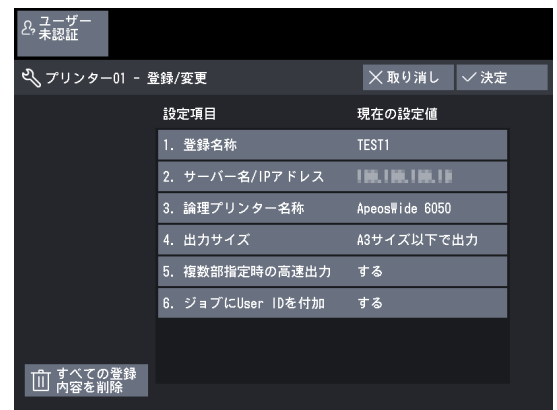 ユーザー
未認証
プリンター01 - 登録/変更
取り消し
決定
設定項目 現在の設定値
1. 登録名称 TEST1
2. サーバー名/IPアドレス
3. 論理プリンター名称 ApeosWide 6050
4. 出力サイズ A3サイズ以下で出力
5. 複数部指定時の高速出力 する
6. ジョブにUser IDを付加 する
すべての登録
内容を削除